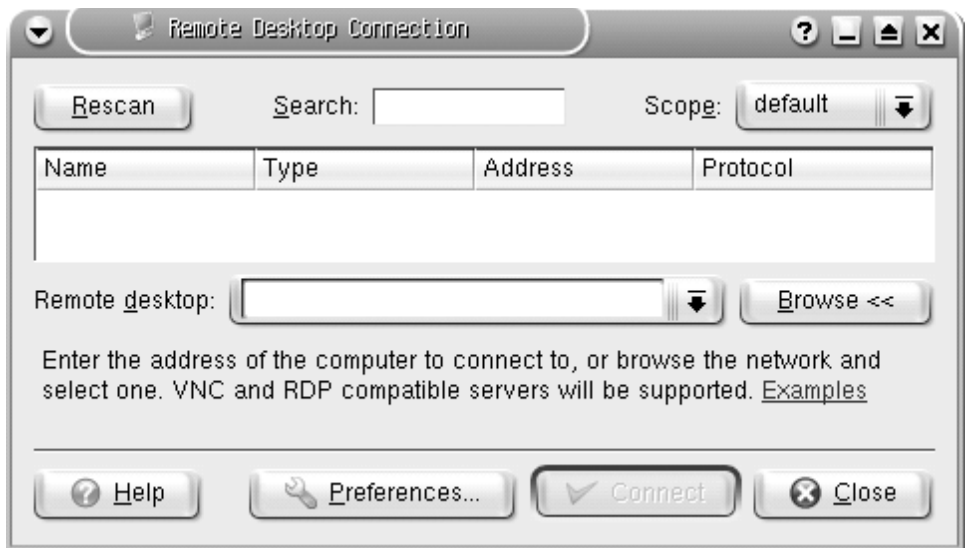 Remote Desktop Connection
Rescan Search: Scope: default
Name Type Address Protocol
Remote desktop: Browse <<
Enter the address of the computer to connect to, or browse the network and
select one. VNC and RDP compatible servers will be supported. Examples
Help Preferences... Connect Close